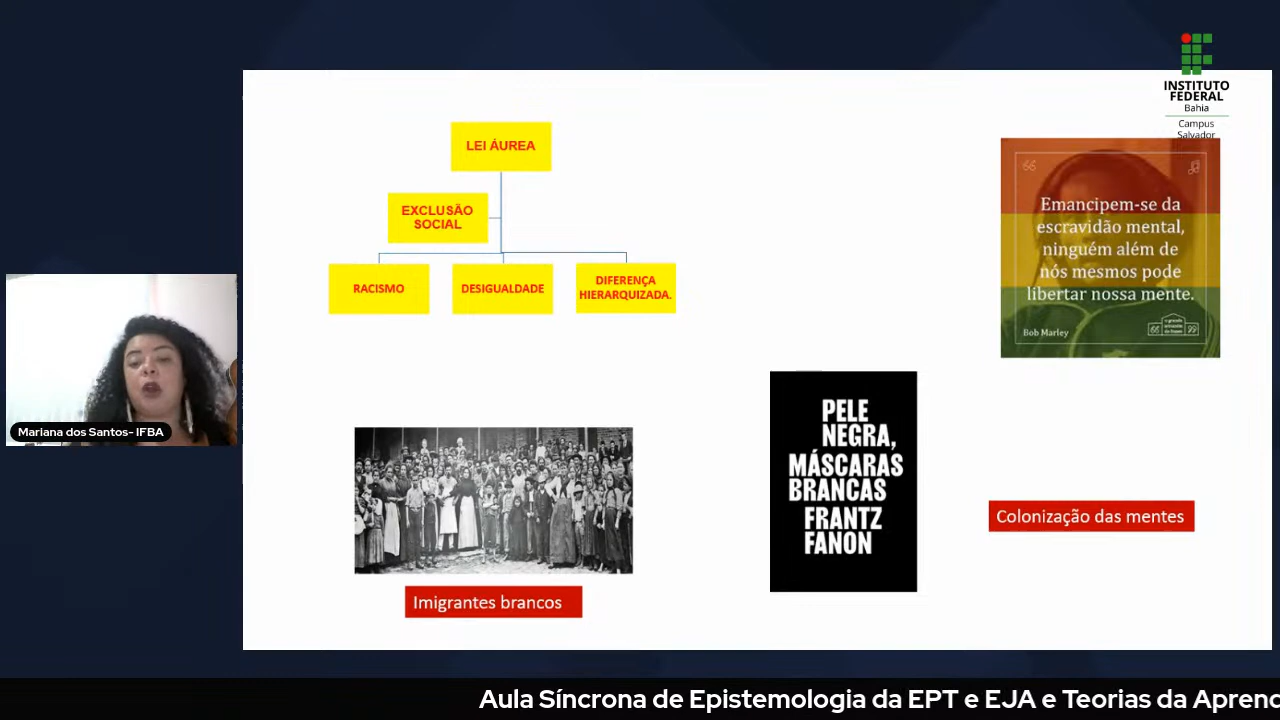 INSTITUTO
FEDERAL
Bahia
Campus
Salvador
LEI ÁUREA
EXCLUSÃO
SOCIAL
RACISMO
DESIGUALDADE
DIFERENÇA
HIERARQUIZADA.
Emancipem-se da
escravidão mental,
ninguém além de
nós mesmos pode
libertar nossa mente.
Bob Marley
PELE
NEGRA,
MÁSCARAS
BRANCAS
FRANTZ
FANON
Colonização das mentes
Imigrantes brancos
Mariana dos Santos- IFBA
Aula Síncrona de Epistemologia da EPT e EJA e Teorias da Aprend